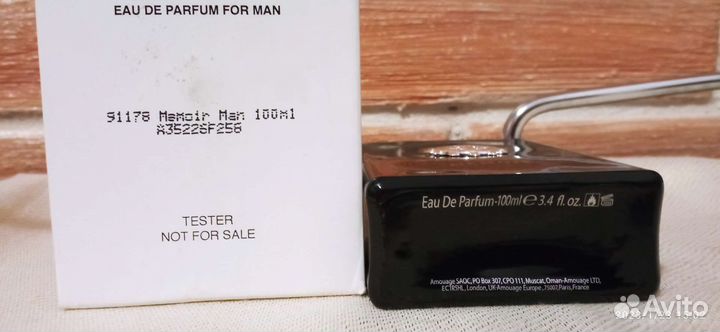 EAU DE PARFUM FOR MAN
91178 Memoir Man 100ml
A35226F256
TESTER
NOT FOR SALE
Eau De Parfum-100ml ℮ 3.4 fl. oz.
Amouage SAOC, PO Box 307, CPO 111, Muscat, Oman-Amouage LTD,
EC1R5HL, London, UK-Amouage Europe, 75007, Paris, France
Avito